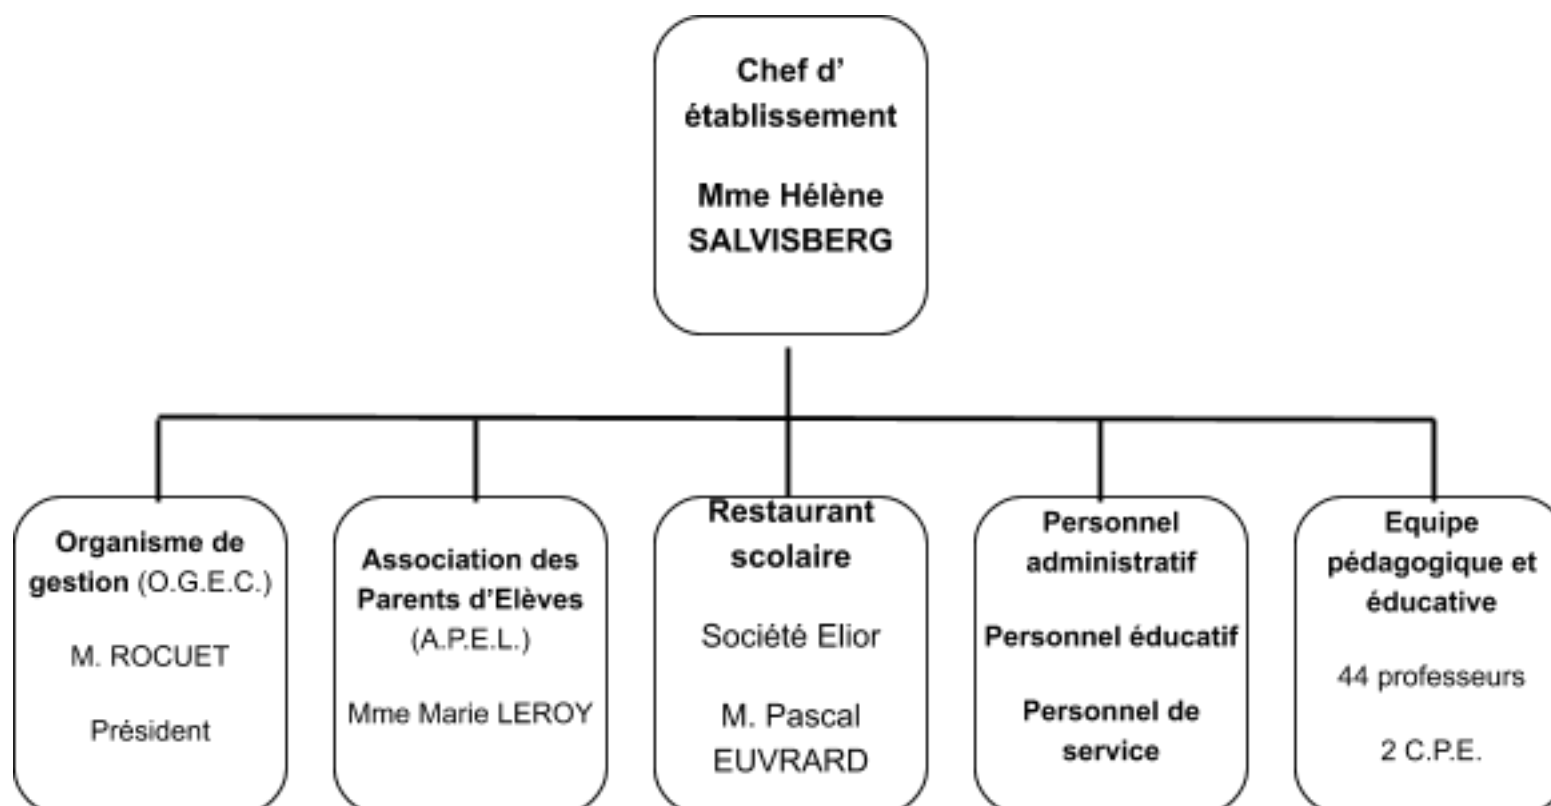 Chef d’
établissement
Mme Hélène
SALVISBERG
Organisme de
gestion (O.G.E.C.)
M. ROCUET
Président
Association des
Parents d’Elèves
(A.P.E.L.)
Mme Marie LEROY
Restaurant
scolaire
Société Elior
M. Pascal
EUVRARD
Personnel
administratif
Personnel éducatif
Personnel de
service
Equipe
pédagogique et
éducative
44 professeurs
2 C.P.E.